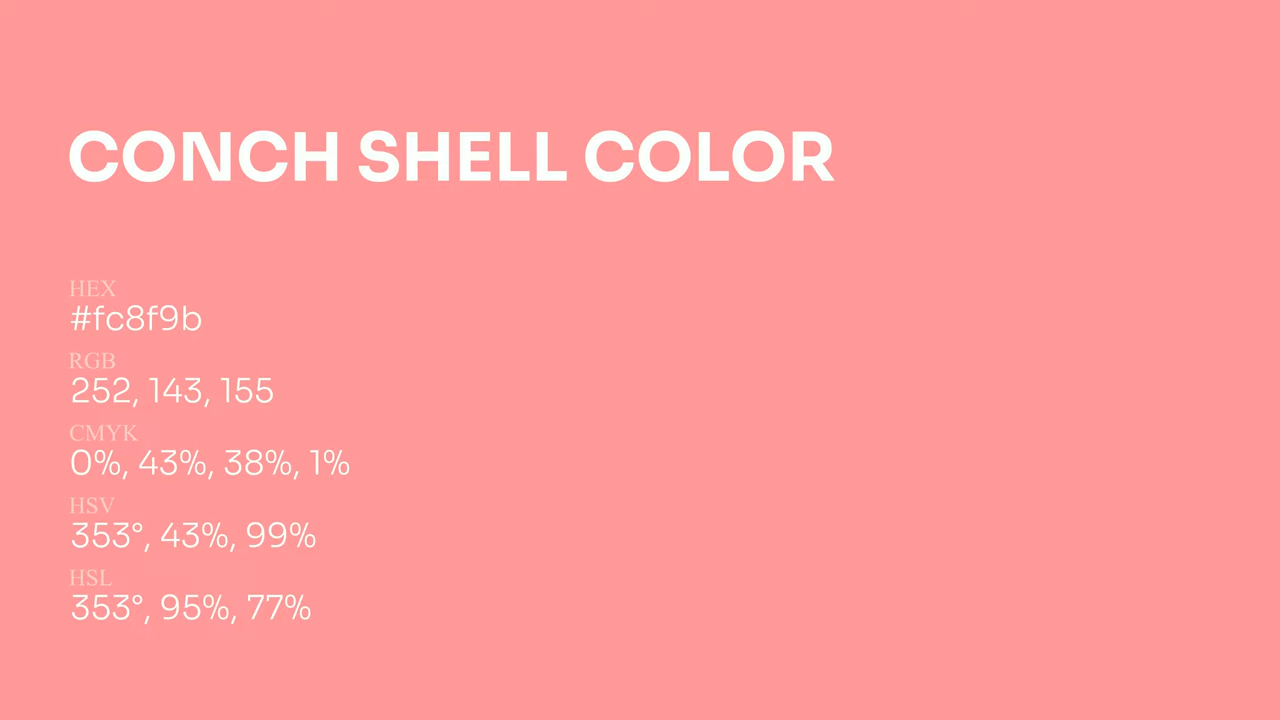 CONCH SHELL COLOR
HEX
#fc8f9b
RGB
252, 143, 155
CMYK
0%, 43%, 38%, 1%
HSV
353°, 43%, 99%
HSL
353°, 95%, 77%